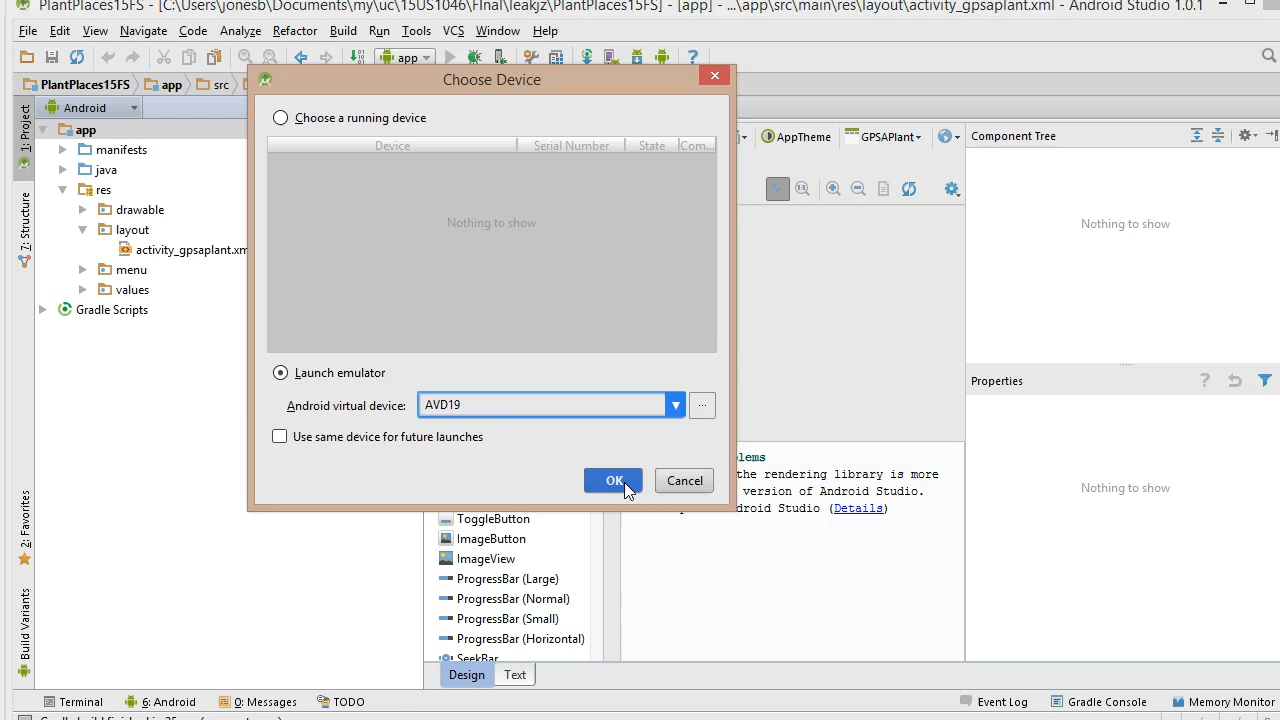 PlantPlaces15FS - [C:\Users\jonesb\Documents\my\uc\15US1046\FInal\leakgz\PlantPlaces15FS] - [app] - ...\app\src\main\res\layout\activity_gpsaplant.xml - Android Studio 1.0.1
File Edit View Navigate Code Analyze Refactor Build Run Tools VCS Window Help
app
PlantPlaces15FS app src
Choose Device
Android
1: Project
app
manifests
java
res
drawable
layout
activity_gpsaplant.xm
menu
values
Gradle Scripts
7: Structure
2: Favorites
Build Variants
Choose a running device
Device Serial Number State Com...
Nothing to show
Launch emulator
Android virtual device: AVD19 ...
Use same device for future launches
OK Cancel
AppTheme GPSAPlant
Component Tree
Nothing to show
Properties
Nothing to show
blems
the rendering library is more
version of Android Studio.
droid Studio (Details)
ToggleButton
ImageButton
ImageView
ProgressBar (Large)
ProgressBar (Normal)
ProgressBar (Small)
ProgressBar (Horizontal)
SeekBar
Design Text
Terminal 6: Android 0: Messages TODO Event Log Gradle Console Memory Monitor